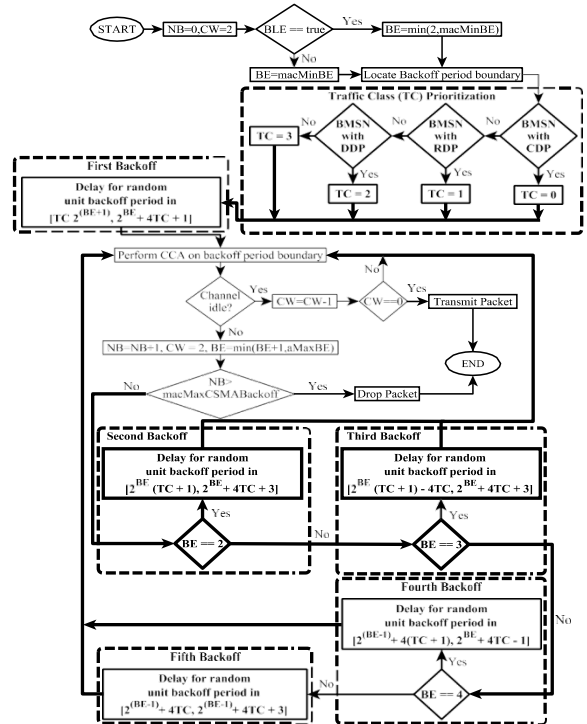 START
NB=0,CW=2
BLE == true
Yes
BE=min(2,macMinBE)
No
BE=macMinBE
Locate Backoff period boundary
Traffic Class (TC) Prioritization
TC = 3
No
BMSN with DDP
No
BMSN with RDP
No
BMSN with CDP
Yes
Yes
Yes
TC = 2
TC = 1
TC = 0
First Backoff
Delay for random
unit backoff period in
[TC 2^(BE+1), 2^BE + 4TC + 1]
Perform CCA on backoff period boundary
No
Channel idle?
Yes
CW=CW-1
CW==0
Yes
Transmit Packet
No
NB=NB+1, CW = 2, BE=min(BE+1,aMaxBE)
END
No
NB> macMaxCSMABackoff
Yes
Drop Packet
Second Backoff
Delay for random
unit backoff period in
[2^BE (TC + 1), 2^BE + 4TC + 3]
Yes
BE == 2
No
Third Backoff
Delay for random
unit backoff period in
[2^BE (TC + 1) - 4TC, 2^BE + 4TC + 3]
Yes
BE == 3
No
Fourth Backoff
Delay for random
unit backoff period in
[2^(BE-1) + 4(TC + 1), 2^BE + 4TC - 1]
Yes
BE == 4
No
Fifth Backoff
Delay for random
unit backoff period in
[2^(BE-1) + 4TC, 2^(BE-1) + 4TC + 3]